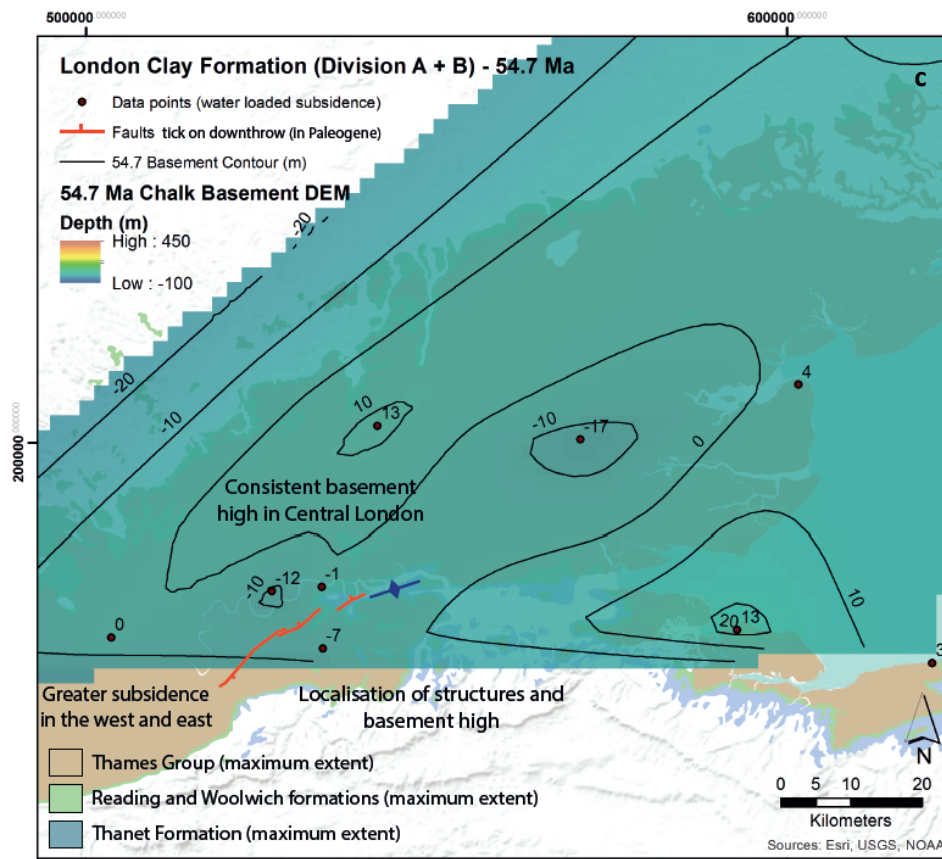 500000.000000
600000.000000
London Clay Formation (Division A + B) - 54.7 Ma
C
Data points (water loaded subsidence)
Faults tick on downthrow (in Paleogene)
54.7 Basement Contour (m)
54.7 Ma Chalk Basement DEM
Depth (m)
High : 450
Low : -100
-20
-20
-10
200000.000000
10
13
-10
-17
4
0
Consistent basement
high in Central London
-10
-12
-1
0
-7
10
20
13
3
Greater subsidence
in the west and east
Localisation of structures and
basement high
N
Thames Group (maximum extent)
Reading and Woolwich formations (maximum extent)
Thanet Formation (maximum extent)
0 5 10 20
Kilometers
Sources: Esri, USGS, NOAA